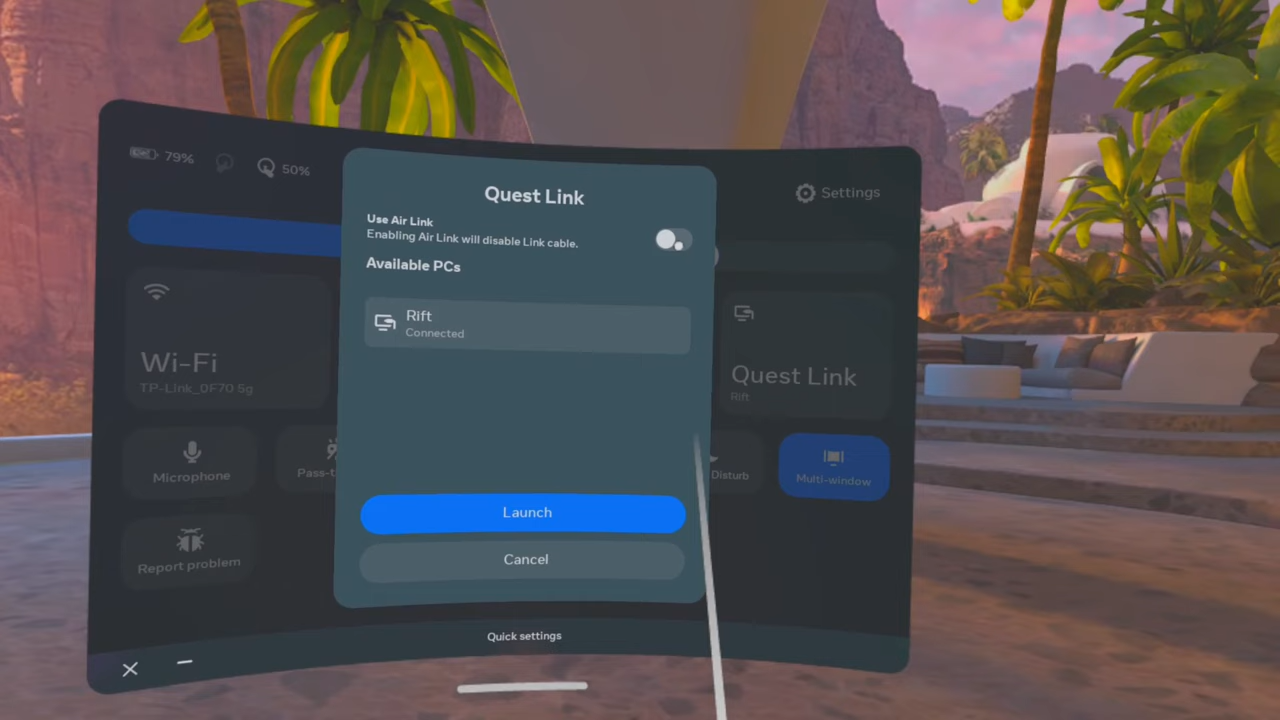 79%
50%
Settings
Quest Link
Use Air Link
Enabling Air Link will disable Link cable.
Available PCs
Rift
Connected
Wi-Fi
TP-Link_0F70 5g
Quest Link
Rift
Microphone
Pass-t
Disturb
Multi-window
Launch
Cancel
Report problem
Quick settings